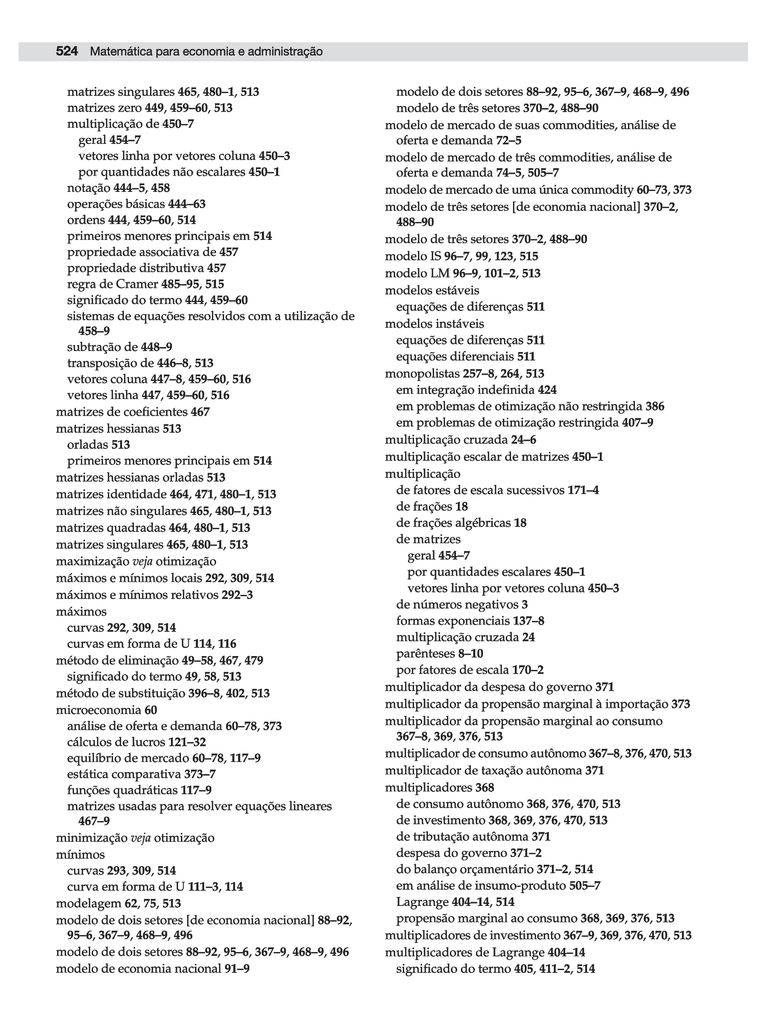 524 Matemática para economia e administração
matrizes singulares 465, 480–1, 513
matrizes zero 449, 459–60, 513
multiplicação de 450–7
geral 454–7
vetores linha por vetores coluna 450–3
por quantidades não escalares 450–1
notação 444–5, 458
operações básicas 444–63
ordens 444, 459–60, 514
primeiros menores principais em 514
propriedade associativa de 457
propriedade distributiva 457
regra de Cramer 485–95, 515
significado do termo 444, 459–60
sistemas de equações resolvidos com a utilização de
458–9
subtração de 448–9
transposição de 446–8, 513
vetores coluna 447–8, 459–60, 516
vetores linha 447, 459–60, 516
matrizes de coeficientes 467
matrizes hessianas 513
orladas 513
primeiros menores principais em 514
matrizes hessianas orladas 513
matrizes identidade 464, 471, 480–1, 513
matrizes não singulares 465, 480–1, 513
matrizes quadradas 464, 480–1, 513
matrizes singulares 465, 480–1, 513
maximização veja otimização
máximos e mínimos locais 292, 309, 514
máximos e mínimos relativos 292–3
máximos
curvas 292, 309, 514
curvas em forma de U 114, 116
método de eliminação 49–58, 467, 479
significado do termo 49, 58, 513
método de substituição 396–8, 402, 513
microeconomia 60
análise de oferta e demanda 60–78, 373
cálculos de lucros 121–32
equilíbrio de mercado 60–78, 117–9
estática comparativa 373–7
funções quadráticas 117–9
matrizes usadas para resolver equações lineares
467–9
minimização veja otimização
mínimos
curvas 293, 309, 514
curva em forma de U 111–3, 114
modelagem 62, 75, 513
modelo de dois setores [de economia nacional] 88–92,
95–6, 367–9, 468–9, 496
modelo de dois setores 88–92, 95–6, 367–9, 468–9, 496
modelo de economia nacional 91–9
modelo de dois setores 88–92, 95–6, 367–9, 468–9, 496
modelo de três setores 370–2, 488–90
modelo de mercado de suas commodities, análise de
oferta e demanda 72–5
modelo de mercado de três commodities, análise de
oferta e demanda 74–5, 505–7
modelo de mercado de uma única commodity 60–73, 373
modelo de três setores [de economia nacional] 370–2,
488–90
modelo de três setores 370–2, 488–90
modelo IS 96–7, 99, 123, 515
modelo LM 96–9, 101–2, 513
modelos estáveis
equações de diferenças 511
modelos instáveis
equações de diferenças 511
equações diferenciais 511
monopolistas 257–8, 264, 513
em integração indefinida 424
em problemas de otimização não restringida 386
em problemas de otimização restringida 407–9
multiplicação cruzada 24–6
multiplicação escalar de matrizes 450–1
multiplicação
de fatores de escala sucessivos 171–4
de frações 18
de frações algébricas 18
de matrizes
geral 454–7
por quantidades escalares 450–1
vetores linha por vetores coluna 450–3
de números negativos 3
formas exponenciais 137–8
multiplicação cruzada 24
parênteses 8–10
por fatores de escala 170–2
multiplicador da despesa do governo 371
multiplicador da propensão marginal à importação 373
multiplicador da propensão marginal ao consumo
367–8, 369, 376, 513
multiplicador de consumo autônomo 367–8, 376, 470, 513
multiplicador de taxação autônoma 371
multiplicadores 368
de consumo autônomo 368, 376, 470, 513
de investimento 368, 369, 376, 470, 513
de tributação autônoma 371
despesa do governo 371–2
do balanço orçamentário 371–2, 514
em análise de insumo-produto 505–7
Lagrange 404–14, 514
propensão marginal ao consumo 368, 369, 376, 513
multiplicadores de investimento 367–9, 369, 376, 470, 513
multiplicadores de Lagrange 404–14
significado do termo 405, 411–2, 514